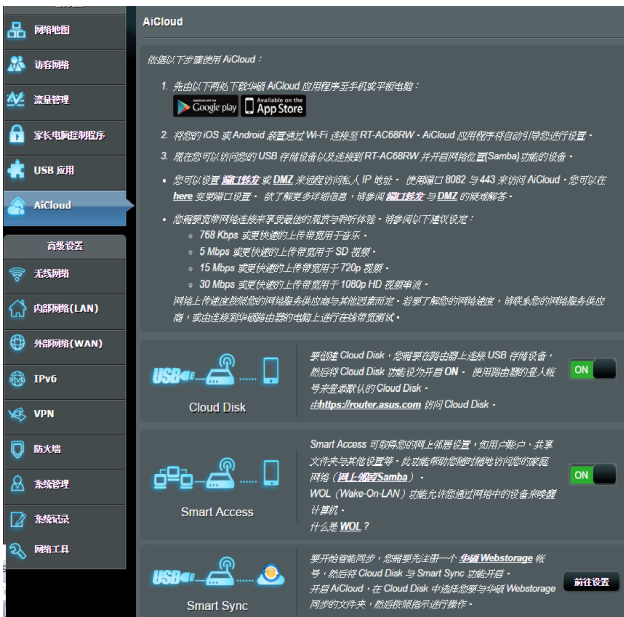 网络地图
访客网络
流量管理
家长电脑控制程序
USB 应用
AiCloud
高级设置
无线网络
内部网络(LAN)
外部网络(WAN)
IPv6
VPN
防火墙
系统管理
系统记录
网络工具
AiCloud
依据以下步骤使用 AiCloud：
1. 先由以下两处下载华硕 AiCloud 应用程序至手机或平板电脑：
ANDROID APP ON
Google play
Available on the
App Store
2. 将您的 iOS 或 Android 装置通过 Wi-Fi 连接至 RT-AC68RW。AiCloud 应用程序将自动引导您进行设置。
3. 现在您可以访问您的 USB 存储设备以及连接到 RT-AC68RW 并开启网络位置(Samba)功能的设备。
• 您可以设置 端口转发 或 DMZ 来远程访问私人 IP 地址。 使用端口 8082 与 443 来访问 AiCloud。您可以在
here 变更端口设置。 欲了解更多详细信息，请参阅 端口转发 与 DMZ 的疑难解答。
• 您需要宽带网络连接来享受最佳的观赏与聆听体验。请参阅以下建议设定：
○ 768 Kbps 或更快速的上传带宽用于音乐。
○ 5 Mbps 或更快速的上传带宽用于 SD 视频。
○ 15 Mbps 或更快速的上传带宽用于 720p 视频。
○ 30 Mbps 或更快速的上传带宽用于 1080p HD 视频串流。
网络上传速度按照您的网络服务供应商与其他因素而定。若要了解您的网络速度，请联系您的网络服务供应
商，或由连接到华硕路由器的电脑上进行在线带宽测试。
USB
Cloud Disk
要创建 Cloud Disk，您需要在路由器上连接 USB 存储设备，
然后将 Cloud Disk 功能设为开启 ON。 使用路由器的登入帐
号来登录默认的 Cloud Disk。
由https://router.asus.com 访问 Cloud Disk。
ON
Smart Access
Smart Access 可取得您的网上邻居设置，如用户账户、共享
文件夹与其他设置等。此功能帮助您随时随地访问您的家庭
网络（网上邻居Samba）。
WOL（Wake-On-LAN）功能允许您通过网络中的设备来唤醒
计算机。
什么是 WOL？
ON
USB
Smart Sync
要开始智能同步，您需要先注册一个 华硕 Webstorage 帐
号，然后将 Cloud Disk 与 Smart Sync 功能开启。
开启 AiCloud，在 Cloud Disk 中选择您要与华硕 Webstorage
同步的文件夹，然后按照指示进行操作。
前往设置